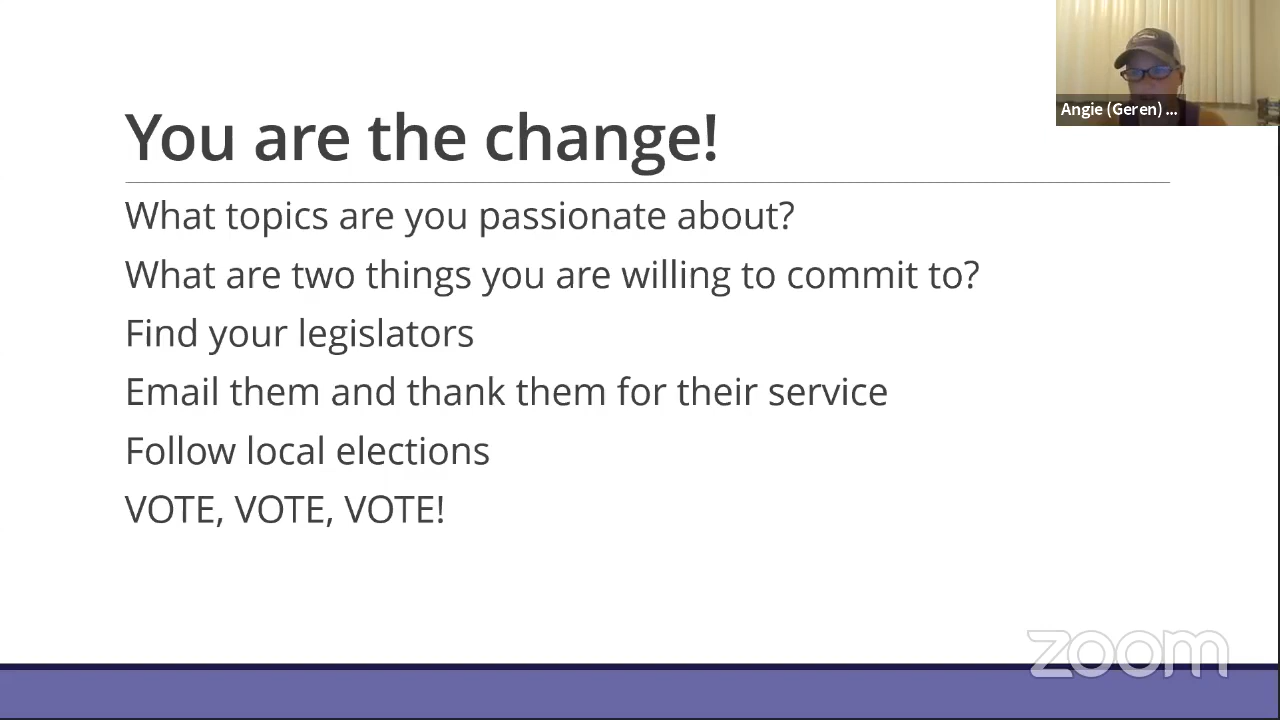 You are the change!
What topics are you passionate about?
What are two things you are willing to commit to?
Find your legislators
Email them and thank them for their service
Follow local elections
VOTE, VOTE, VOTE!
Angie (Geren) ...
zoom